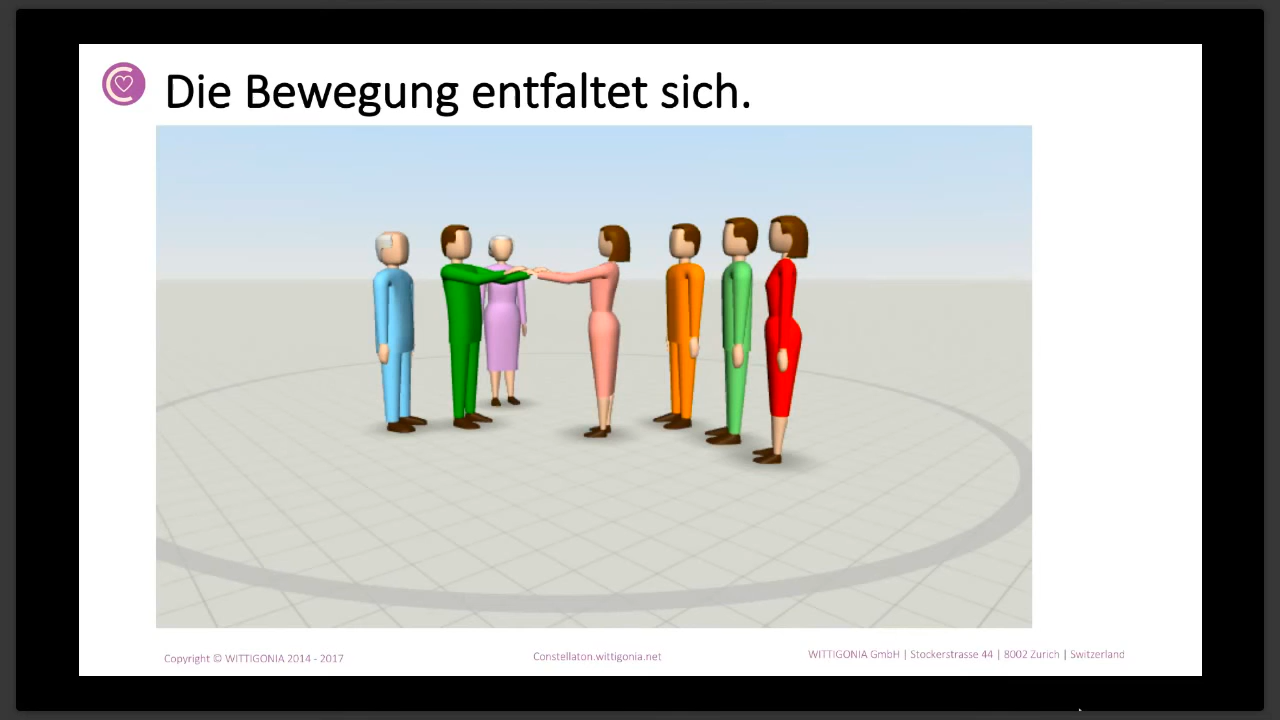 Die Bewegung entfaltet sich.
Copyright © WITTIGONIA 2014 - 2017
Constellaton.wittigonia.net
WITTIGONIA GmbH | Stockerstrasse 44 | 8002 Zurich | Switzerland